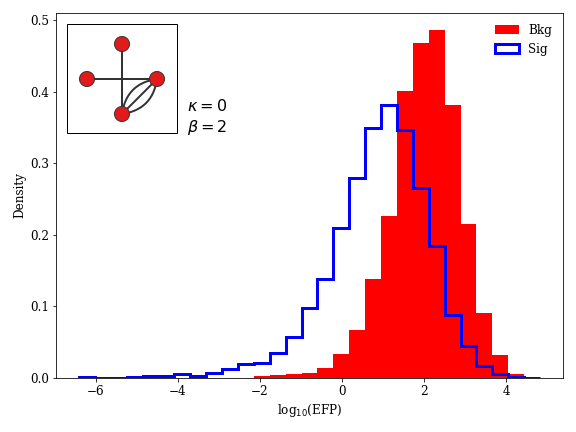 0.5
0.4
0.3
0.2
0.1
0.0
Density
κ = 0
β = 2
Bkg
Sig
−6 −4 −2 0 2 4
log₁₀(EFP)